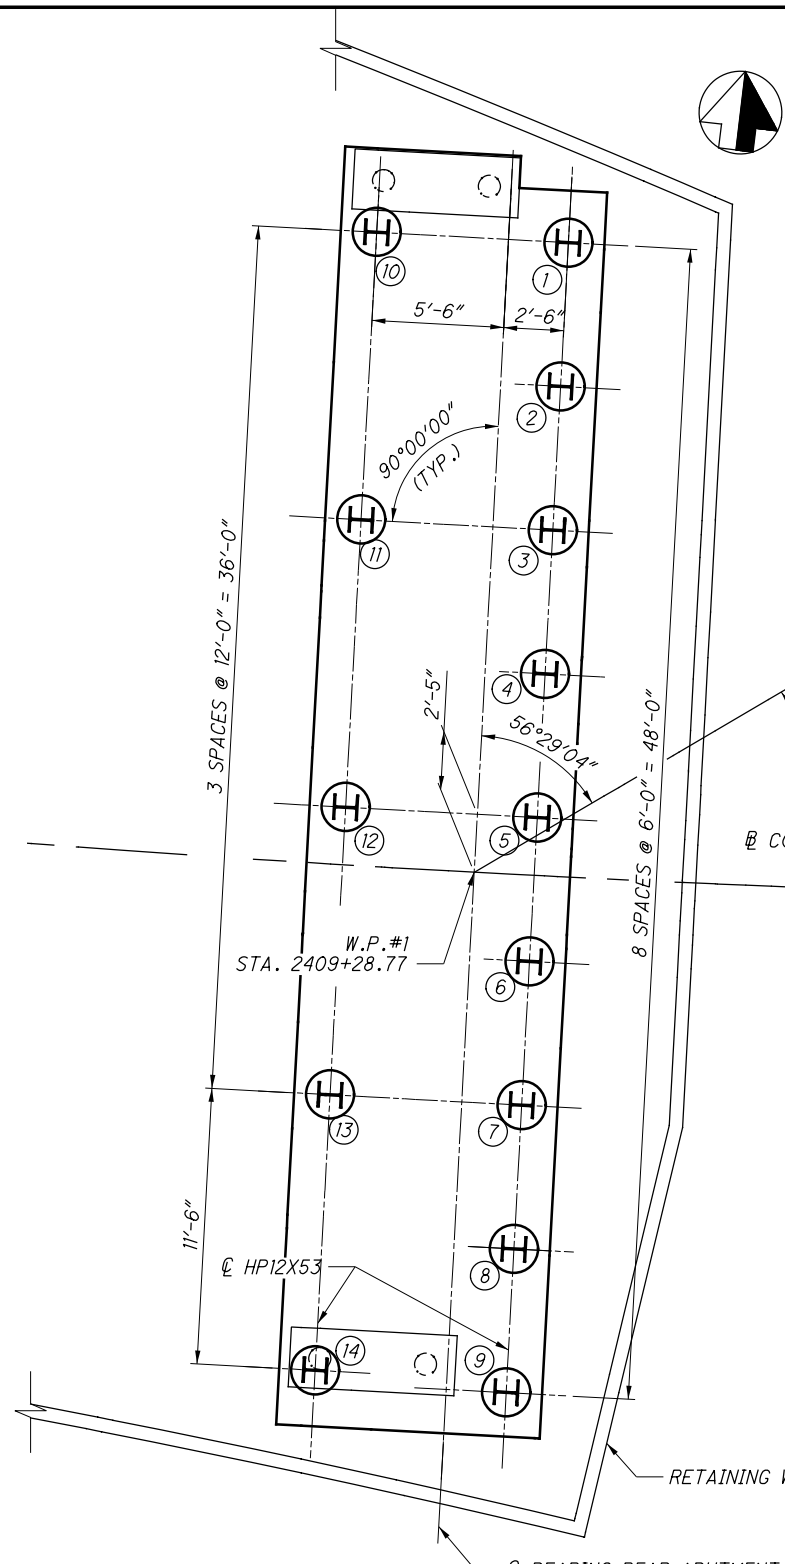 10
1
5'-6"
2'-6"
2
90°00'00"
(TYP.)
11
3
3 SPACES @ 12'-0" = 36'-0"
4
2'-5"
56°29'04"
12
5
8 SPACES @ 6'-0" = 48'-0"
W.P.#1
STA. 2409+28.77
6
13
7
11'-6"
℄ HP12X53
8
14
9
RETAINING